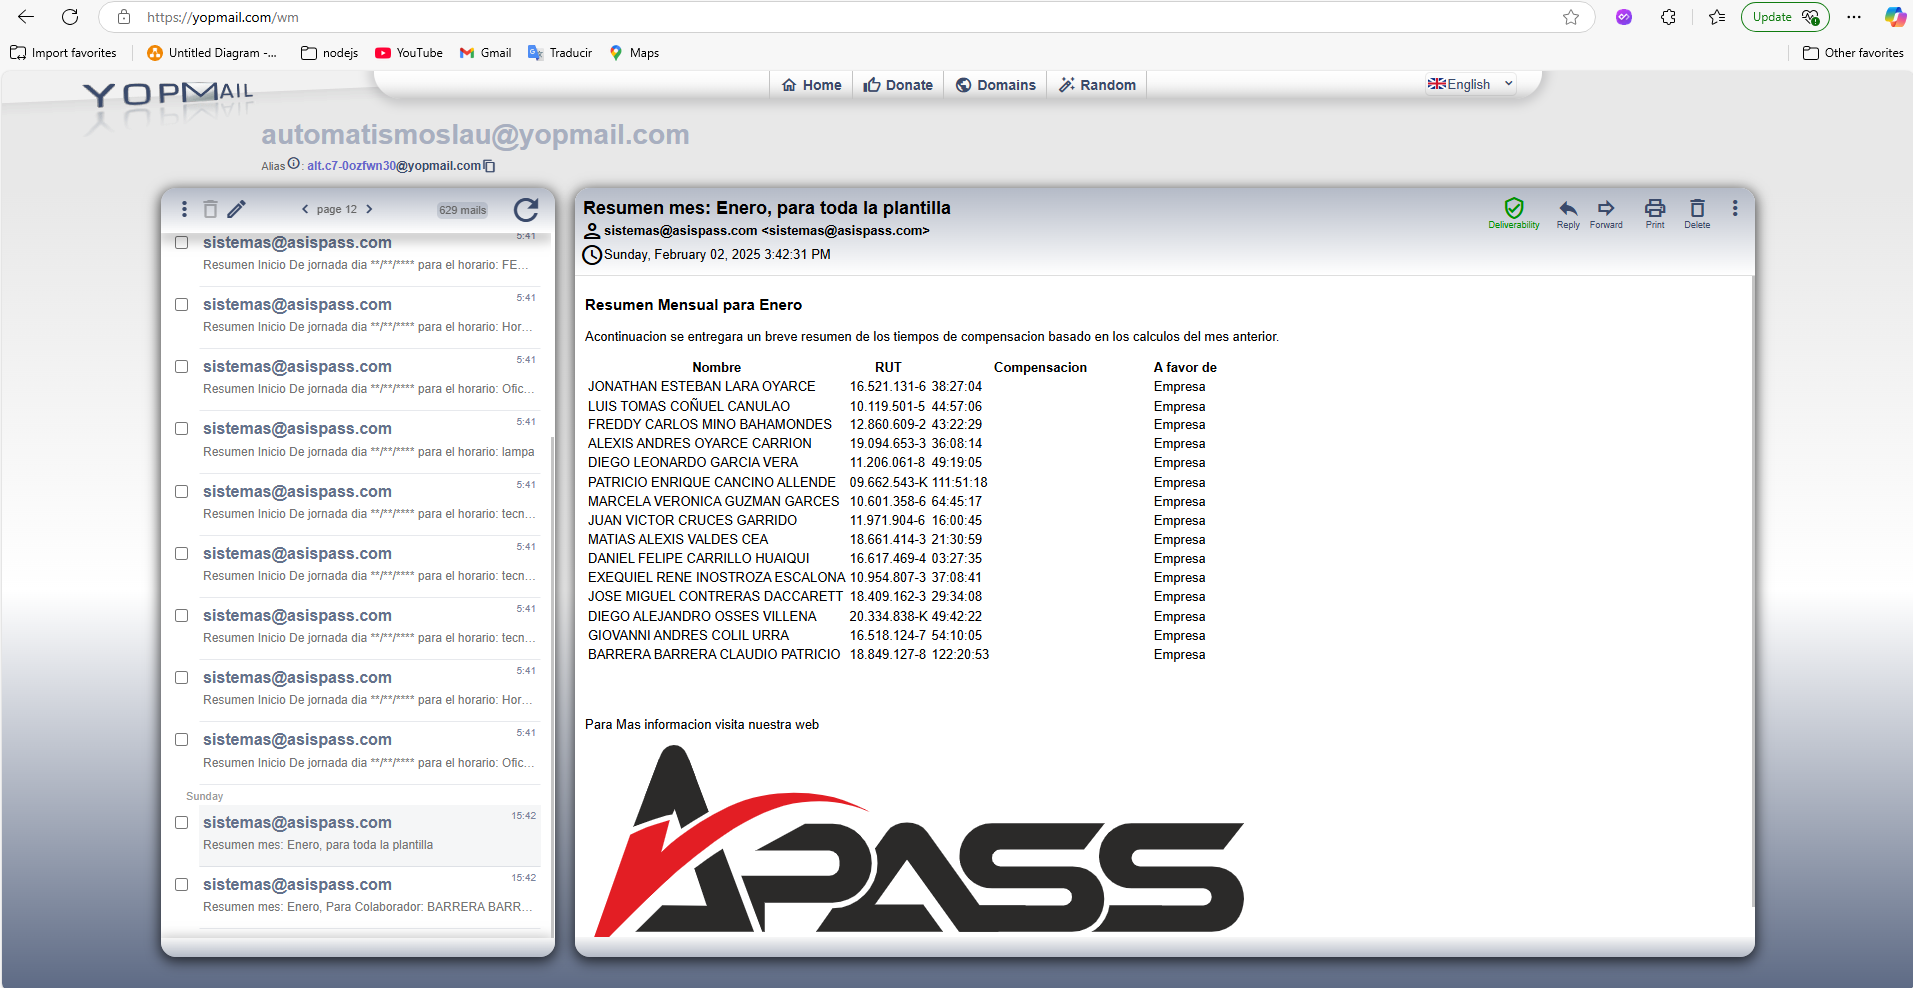 https://yopmail.com/wm
Update
Import favorites
Untitled Diagram -...
nodejs
YouTube
Gmail
Traducir
Maps
Other favorites
YOPMAIL
Home
Donate
Domains
Random
English
automatismoslau@yopmail.com
Alias : alt.c7-0ozfwn30@yopmail.com
page 12
629 mails
sistemas@asispass.com 5:41
Resumen Inicio De jornada dia **/**/**** para el horario: FE...
sistemas@asispass.com 5:41
Resumen Inicio De jornada dia **/**/**** para el horario: Hor...
sistemas@asispass.com 5:41
Resumen Inicio De jornada dia **/**/**** para el horario: Ofic...
sistemas@asispass.com 5:41
Resumen Inicio De jornada dia **/**/**** para el horario: lampa
sistemas@asispass.com 5:41
Resumen Inicio De jornada dia **/**/**** para el horario: tecn...
sistemas@asispass.com 5:41
Resumen Inicio De jornada dia **/**/**** para el horario: tecn...
sistemas@asispass.com 5:41
Resumen Inicio De jornada dia **/**/**** para el horario: tecn...
sistemas@asispass.com 5:41
Resumen Inicio De jornada dia **/**/**** para el horario: Hor...
sistemas@asispass.com 5:41
Resumen Inicio De jornada dia **/**/**** para el horario: Ofic...
Sunday
sistemas@asispass.com 15:42
Resumen mes: Enero, para toda la plantilla
sistemas@asispass.com 15:42
Resumen mes: Enero, Para Colaborador: BARRERA BARR...
Resumen mes: Enero, para toda la plantilla
sistemas@asispass.com <sistemas@asispass.com>
Sunday, February 02, 2025 3:42:31 PM
Deliverability
Reply
Forward
Print
Delete
Resumen Mensual para Enero
Acontinuacion se entregara un breve resumen de los tiempos de compensacion basado en los calculos del mes anterior.
Nombre RUT Compensacion A favor de
JONATHAN ESTEBAN LARA OYARCE 16.521.131-6 38:27:04 Empresa
LUIS TOMAS COÑUEL CANULAO 10.119.501-5 44:57:06 Empresa
FREDDY CARLOS MINO BAHAMONDES 12.860.609-2 43:22:29 Empresa
ALEXIS ANDRES OYARCE CARRION 19.094.653-3 36:08:14 Empresa
DIEGO LEONARDO GARCIA VERA 11.206.061-8 49:19:05 Empresa
PATRICIO ENRIQUE CANCINO ALLENDE 09.662.543-K 111:51:18 Empresa
MARCELA VERONICA GUZMAN GARCES 10.601.358-6 64:45:17 Empresa
JUAN VICTOR CRUCES GARRIDO 11.971.904-6 16:00:45 Empresa
MATIAS ALEXIS VALDES CEA 18.661.414-3 21:30:59 Empresa
DANIEL FELIPE CARRILLO HUAIQUI 16.617.469-4 03:27:35 Empresa
EXEQUIEL RENE INOSTROZA ESCALONA 10.954.807-3 37:08:41 Empresa
JOSE MIGUEL CONTRERAS DACCARETT 18.409.162-3 29:34:08 Empresa
DIEGO ALEJANDRO OSSES VILLENA 20.334.838-K 49:42:22 Empresa
GIOVANNI ANDRES COLIL URRA 16.518.124-7 54:10:05 Empresa
BARRERA BARRERA CLAUDIO PATRICIO 18.849.127-8 122:20:53 Empresa
Para Mas informacion visita nuestra web
APASS